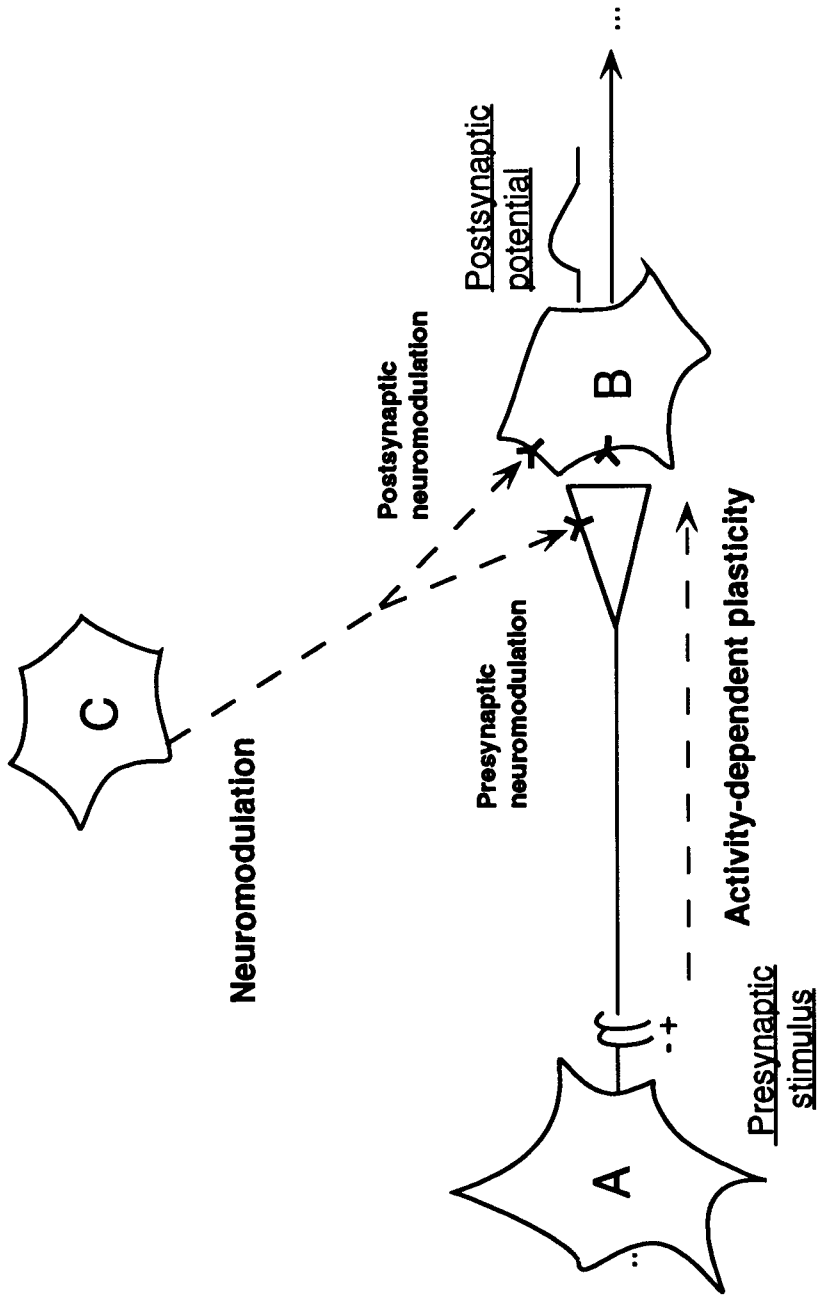 C
Neuromodulation
Postsynaptic
neuromodulation
Presynaptic
neuromodulation
Postsynaptic
potential
A
B
...
...
- +
Presynaptic
stimulus
Activity-dependent plasticity